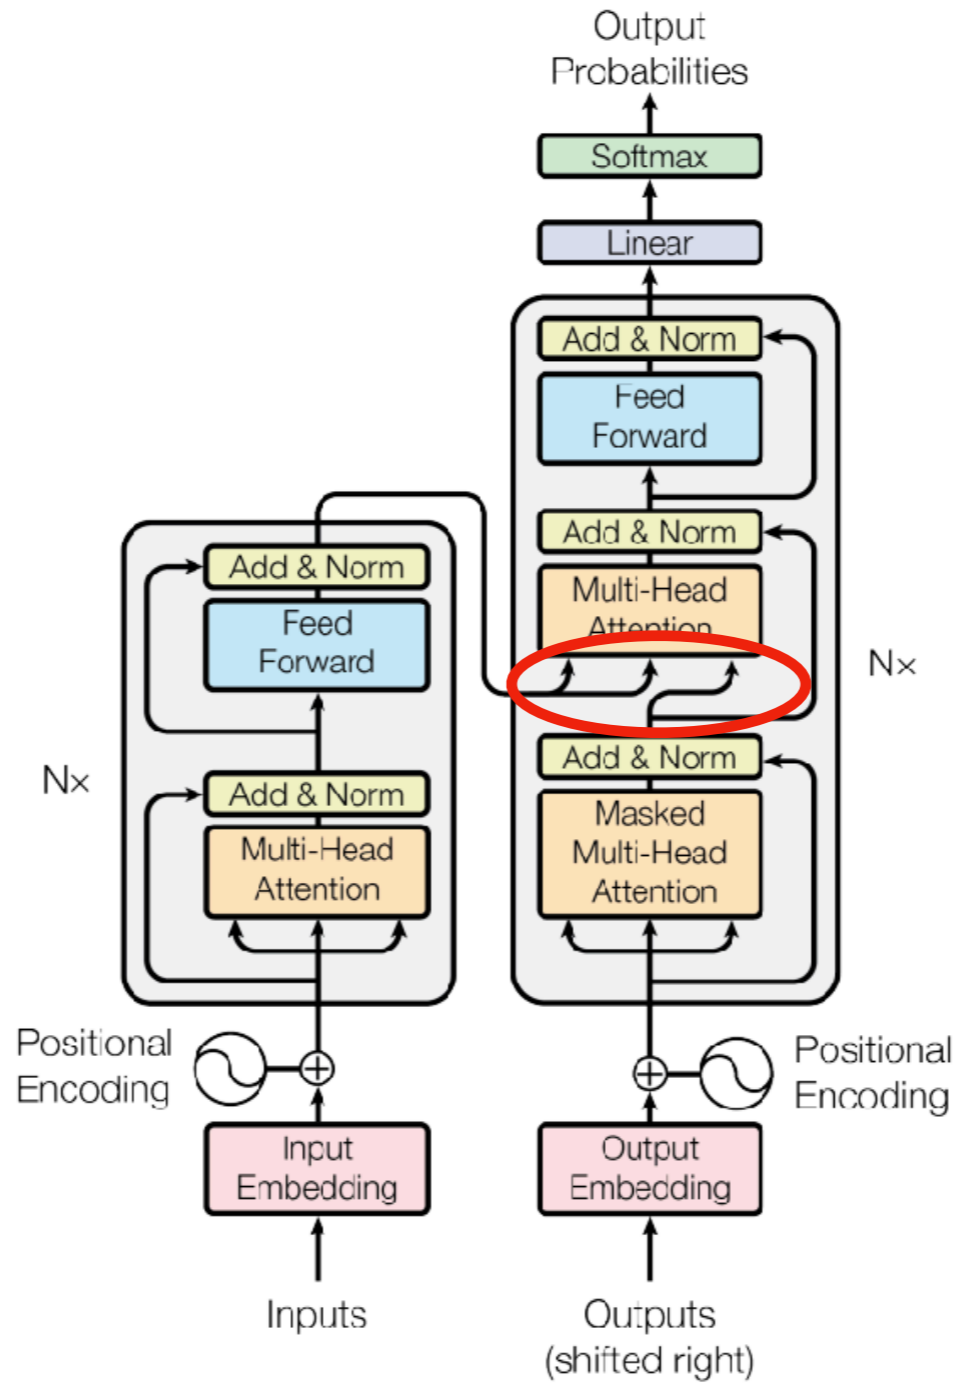 Output
Probabilities
Softmax
Linear
Add & Norm
Feed
Forward
Add & Norm
Multi-Head
Attention
Nx
Add & Norm
Masked
Multi-Head
Attention
Add & Norm
Feed
Forward
Nx
Add & Norm
Multi-Head
Attention
Positional
Encoding
Positional
Encoding
Input
Embedding
Output
Embedding
Inputs
Outputs
(shifted right)